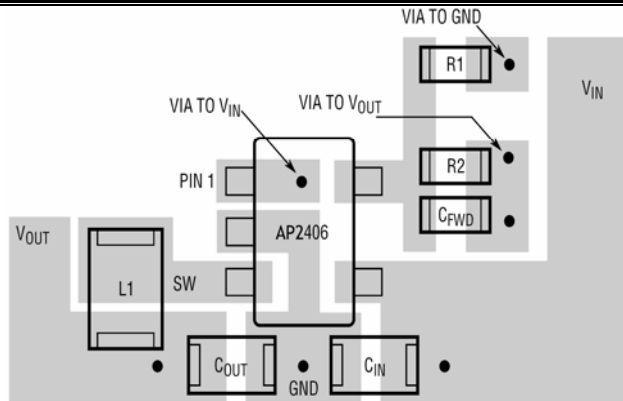 VIA TO GND
R1
VIN
VIA TO VOUT
VIA TO VIN
PIN 1
R2
AP2406
CFWD
VOUT
L1
SW
COUT
CIN
GND